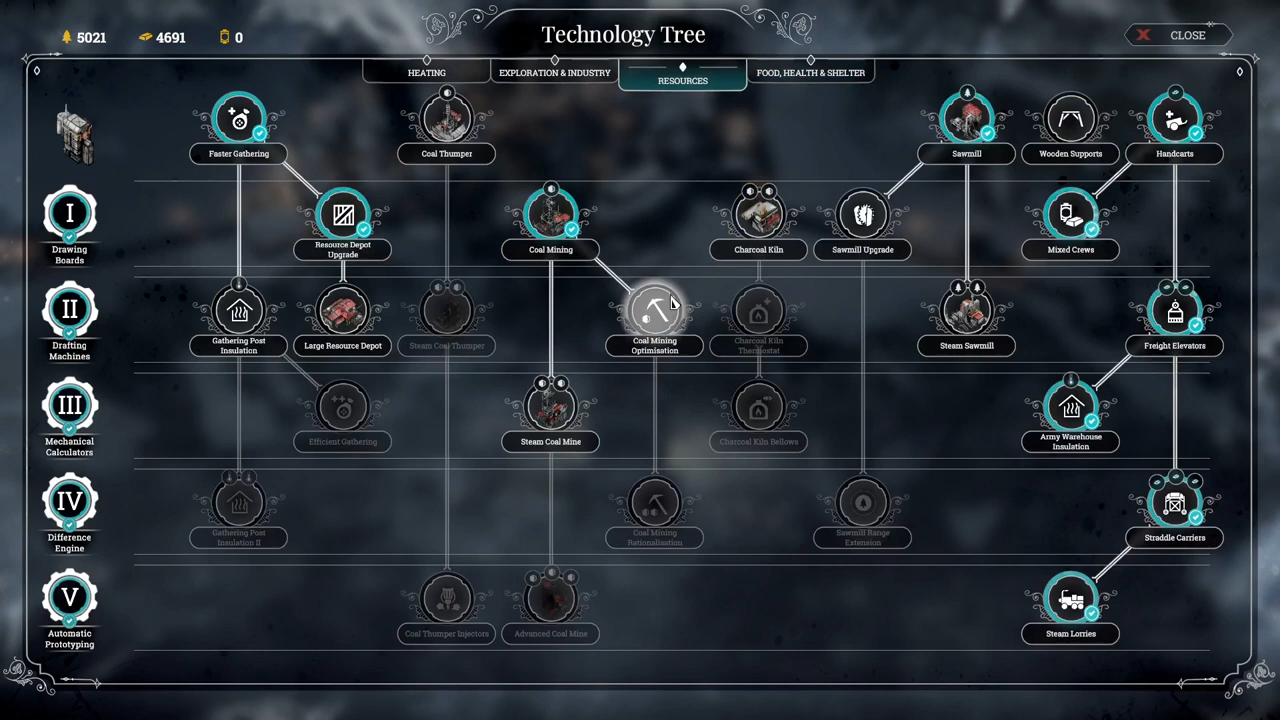 5021 4691 0
Technology Tree
CLOSE
HEATING EXPLORATION & INDUSTRY RESOURCES FOOD, HEALTH & SHELTER
Faster Gathering Coal Thumper Sawmill Wooden Supports Handcarts
I
Drawing
Boards
Resource Depot
Upgrade
Coal Mining Charcoal Kiln Sawmill Upgrade Mixed Crews
II
Drafting
Machines
Gathering Post
Insulation
Large Resource Depot
Steam Coal Thumper
Coal Mining
Optimisation
Charcoal Kiln
Thermostat
Steam Sawmill
Freight Elevators
III
Mechanical
Calculators
Efficient Gathering
Steam Coal Mine
Charcoal Kiln Bellows
Army Warehouse
Insulation
IV
Difference
Engine
Gathering Post
Insulation II
Coal Mining
Rationalisation
Sawmill Range
Extension
Straddle Carriers
V
Automatic
Prototyping
Coal Thumper Injectors
Advanced Coal Mine
Steam Lorries